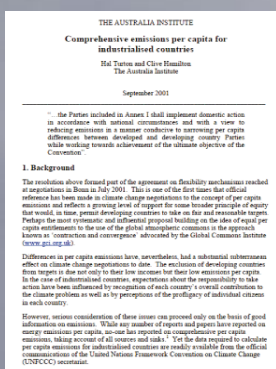 THE AUSTRALIA INSTITUTE
Comprehensive emissions per capita for
industrialised countries
Hal Turton and Clive Hamilton
The Australia Institute
September 2001
"...the Parties included in Annex I shall implement domestic action
in accordance with national circumstances and with a view to
reducing emissions in a manner conducive to narrowing per capita
differences between developed and developing country Parties
while working towards achievement of the ultimate objective of the
Convention".
1. Background
The resolution above formed part of the agreement on flexibility mechanisms reached
at negotiations in Bonn in July 2001. This is one of the first times that official
reference has been made in climate change negotiations to the concept of per capita
emissions and reflects a growing level of support for some broader principle of equity
that would, in time, permit developing countries to take on fair and reasonable targets.
Perhaps the most systematic and influential proposal building on the idea of equal per
capita entitlements to the use of the global atmospheric commons is the approach
known as 'contraction and convergence' advocated by the Global Commons Institute
(www.gci.org.uk).
Differences in per capita emissions have, nevertheless, had a substantial subterranean
effect on climate change negotiations to date. The exclusion of developing countries
from targets is due not only to their low incomes but their low emissions per capita.
In the case of industrialised countries, expectations about the responsibility to take
action have been influenced by recognition of each country's overall contribution to
the climate problem as well as by perceptions of the profligacy of individual citizens
in each country.
However, serious consideration of these issues can proceed only on the basis of good
information on emissions. While any number of reports and papers have reported on
energy emissions per capita, no-one has reported on comprehensive per capita
emissions, taking account of all sources and sinks. Yet the data required to calculate
per capita emissions for industrialised countries are readily available from the official
communications of the United Nations Framework Convention on Climate Change
(UNFCCC) secretariat.